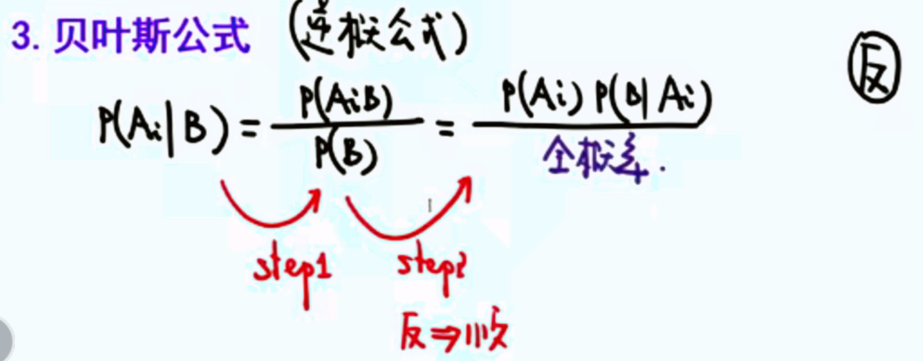 3. 贝叶斯公式 (逆概公式)
反
P(Ai|B) = P(AiB) / P(B) = P(Ai) P(B|Ai) / 全概率.
step1 step2
反⇒顺